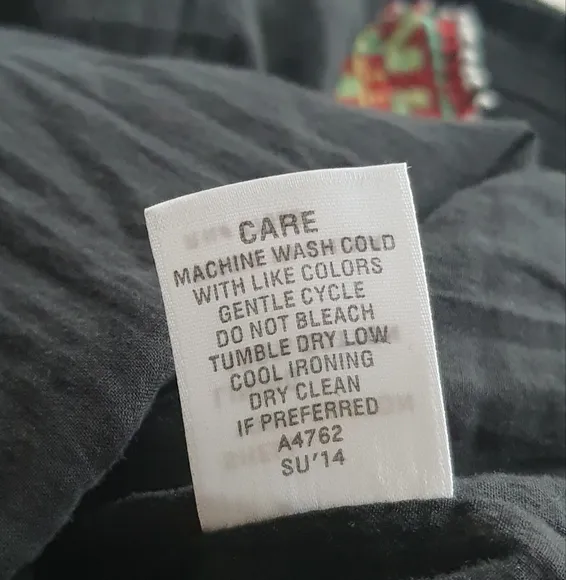 CARE
MACHINE WASH COLD
WITH LIKE COLORS
GENTLE CYCLE
DO NOT BLEACH
TUMBLE DRY LOW
COOL IRONING
DRY CLEAN
IF PREFERRED
A4762
SU'14